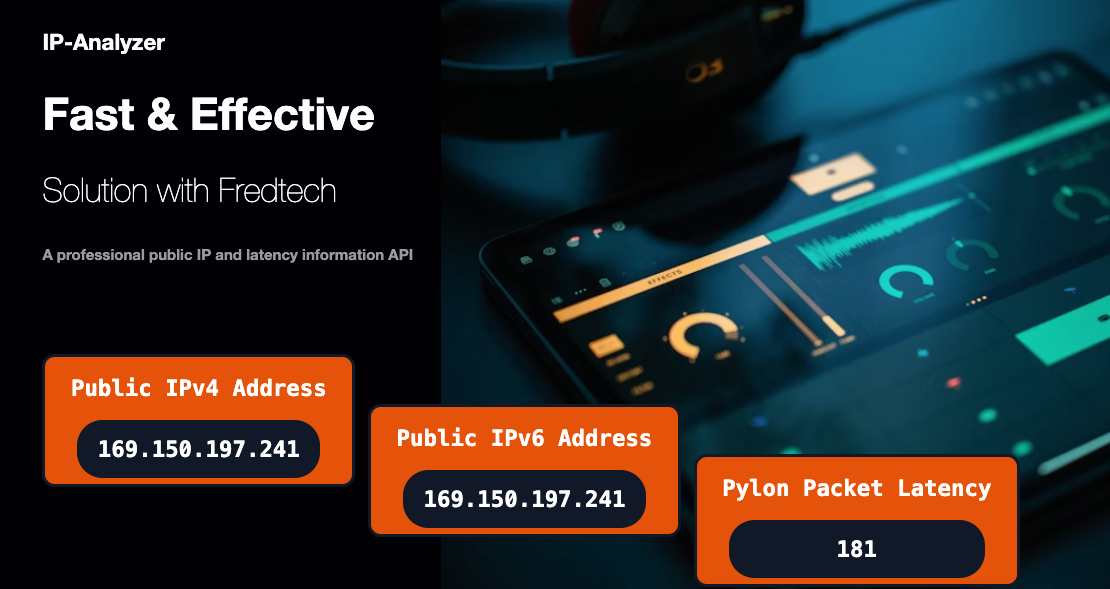 IP-Analyzer
Fast & Effective
Solution with Fredtech
A professional public IP and latency information API
EFFECTS
Public IPv4 Address
169.150.197.241
Public IPv6 Address
169.150.197.241
Pylon Packet Latency
181